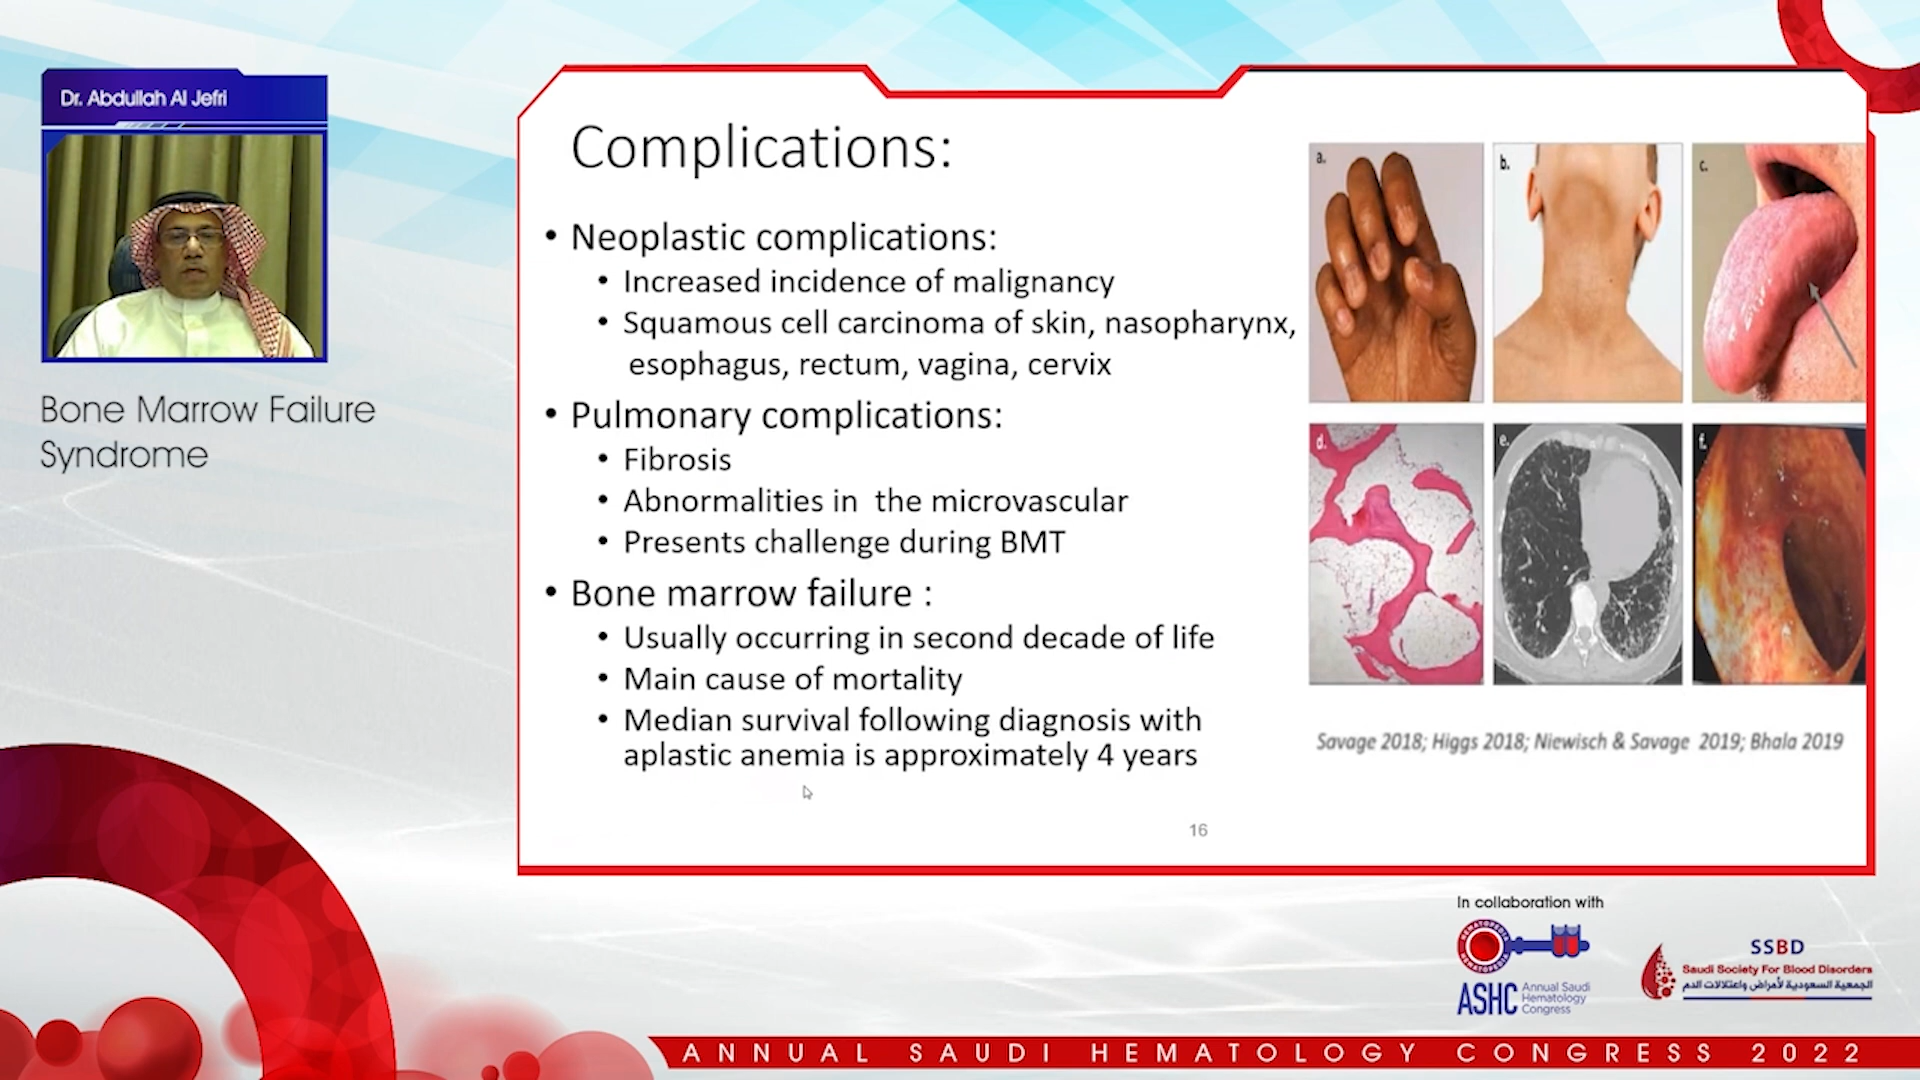 Dr. Abdullah Al Jefri
Bone Marrow Failure
Syndrome
Complications:
• Neoplastic complications:
• Increased incidence of malignancy
• Squamous cell carcinoma of skin, nasopharynx,
esophagus, rectum, vagina, cervix
• Pulmonary complications:
• Fibrosis
• Abnormalities in the microvascular
• Presents challenge during BMT
• Bone marrow failure :
• Usually occurring in second decade of life
• Main cause of mortality
• Median survival following diagnosis with
aplastic anemia is approximately 4 years
a.
b.
c.
d.
e.
f.
Savage 2018; Higgs 2018; Niewisch & Savage 2019; Bhala 2019
16
In collaboration with
HEMATOPEDIA
HEMATOPEDIA
ASHC
Annual Saudi
Hematology
Congress
SSBD
Saudi Society For Blood Disorders
الجمعية السعودية لأمراض واعتلالات الدم
ANNUAL SAUDI HEMATOLOGY CONGRESS 2022